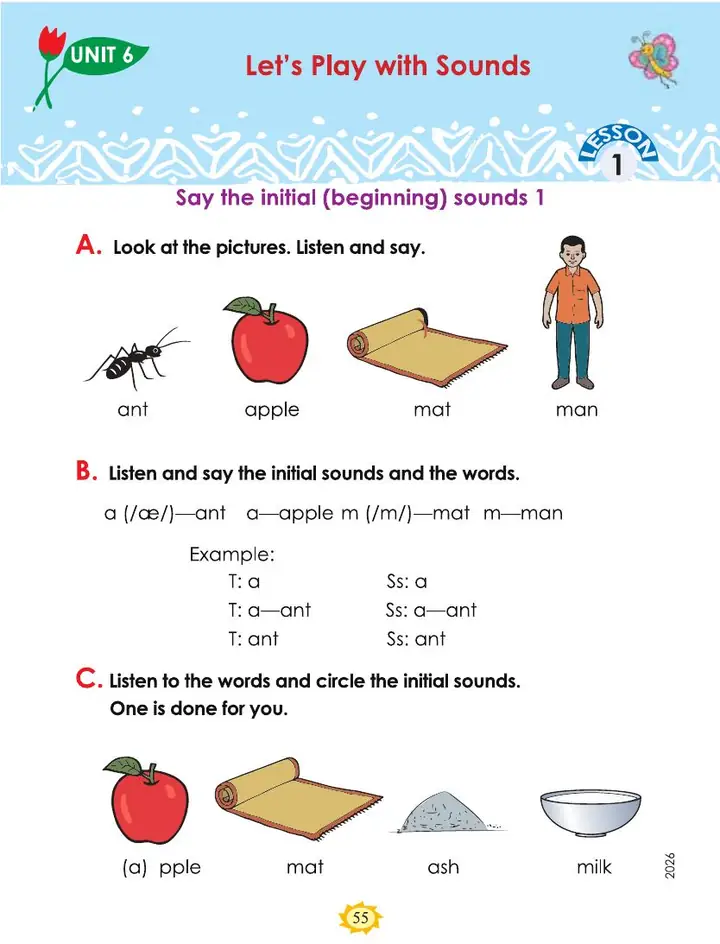 UNIT 6
Let's Play with Sounds
LESSON
1
Say the initial (beginning) sounds 1
A. Look at the pictures. Listen and say.
ant apple mat man
B. Listen and say the initial sounds and the words.
a (/æ/)—ant a—apple m (/m/)—mat m—man
Example:
T: a Ss: a
T: a—ant Ss: a—ant
T: ant Ss: ant
C. Listen to the words and circle the initial sounds.
One is done for you.
(a) pple mat ash milk
2026
55